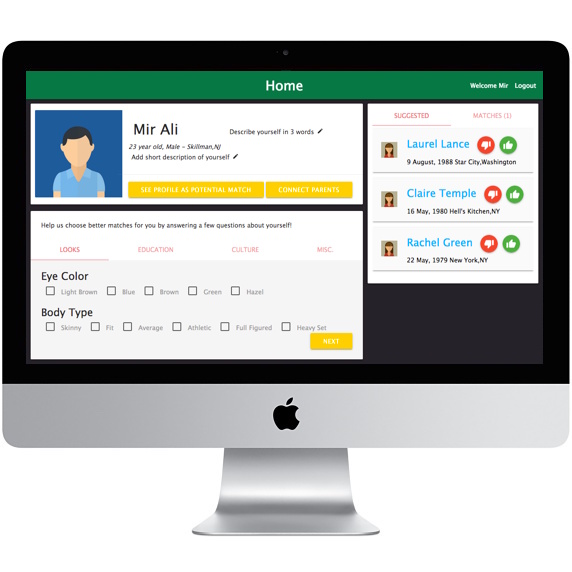 Home
Welcome Mir Logout
Mir Ali
Describe yourself in 3 words
23 year old, Male – Skillman,NJ
Add short description of yourself
SEE PROFILE AS POTENTIAL MATCH
CONNECT PARENTS
Help us choose better matches for you by answering a few questions about yourself!
LOOKS EDUCATION CULTURE MISC.
Eye Color
Light Brown Blue Brown Green Hazel
Body Type
Skinny Fit Average Athletic Full Figured Heavy Set
NEXT
SUGGESTED MATCHES (1)
Laurel Lance
9 August, 1988 Star City,Washington
Claire Temple
16 May, 1980 Hell's Kitchen,NY
Rachel Green
22 May, 1979 New York,NY